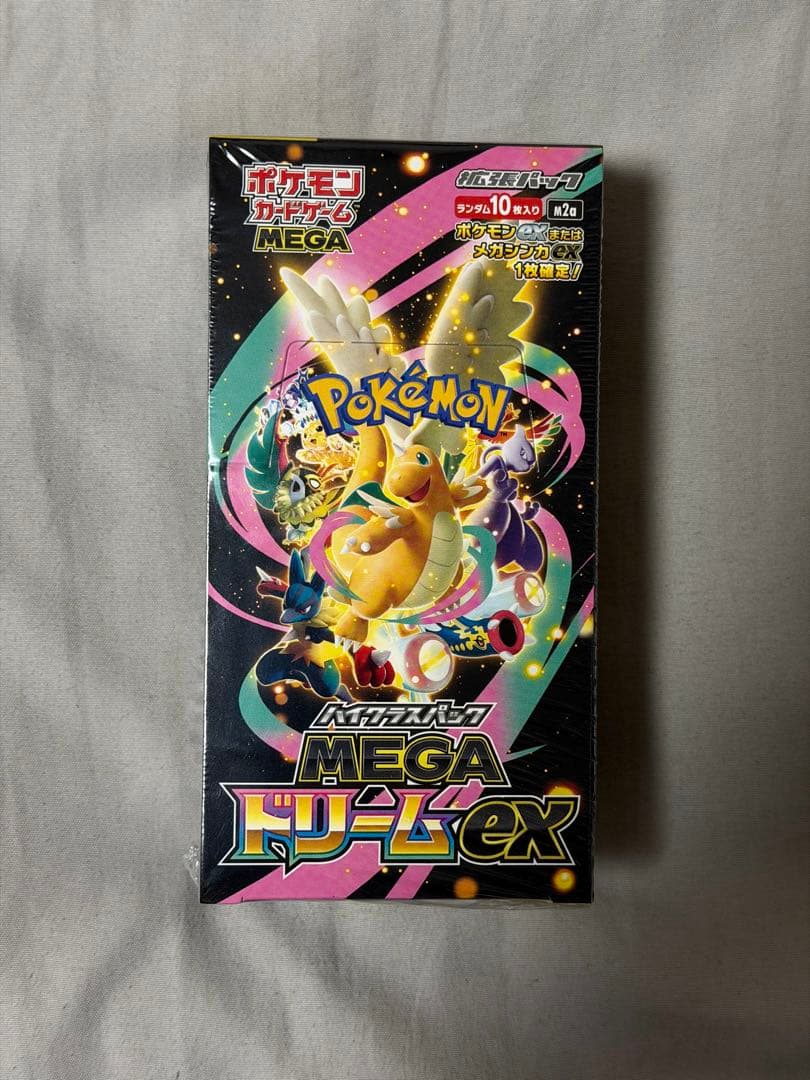 ポケモン
カードゲーム
MEGA
拡張パック
ランダム10枚入り
M2a
ポケモンexまたは
メガシンカex
1枚確定!
POKéMON
TM
ハイクラスパック
MEGA
ドリームex